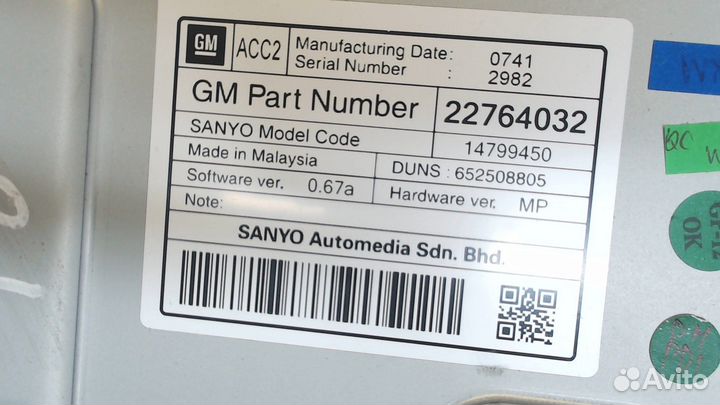 GM ACC2 Manufacturing Date: 0741
Serial Number : 2982
GM Part Number 22764032
SANYO Model Code 14799450
Made in Malaysia DUNS : 652508805
Software ver. 0.67a Hardware ver. MP
Note:
SANYO Automedia Sdn. Bhd.
QC
OK
Avito